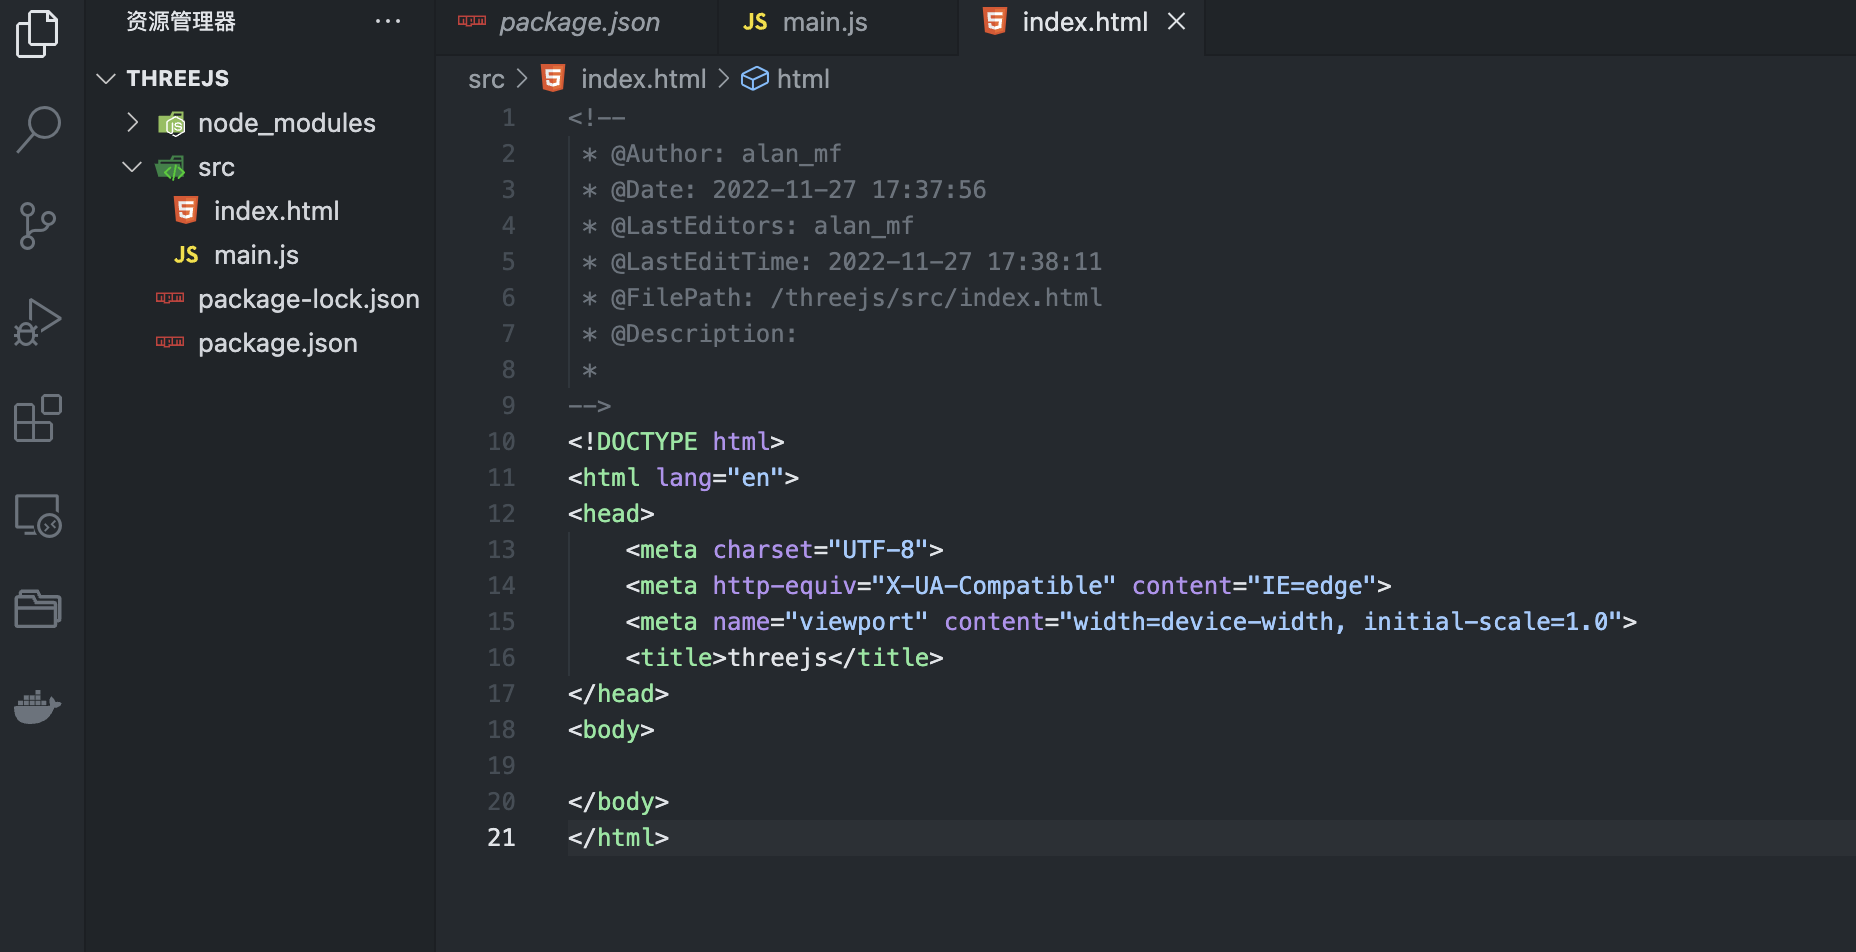 资源管理器 ···
THREEJS
node_modules
src
index.html
JS main.js
package-lock.json
package.json
package.json JS main.js index.html
src > index.html > html
1 <!--
2 * @Author: alan_mf
3 * @Date: 2022-11-27 17:37:56
4 * @LastEditors: alan_mf
5 * @LastEditTime: 2022-11-27 17:38:11
6 * @FilePath: /threejs/src/index.html
7 * @Description:
8 *
9 -->
10 <!DOCTYPE html>
11 <html lang="en">
12 <head>
13 <meta charset="UTF-8">
14 <meta http-equiv="X-UA-Compatible" content="IE=edge">
15 <meta name="viewport" content="width=device-width, initial-scale=1.0">
16 <title>threejs</title>
17 </head>
18 <body>
19
20 </body>
21 </html>